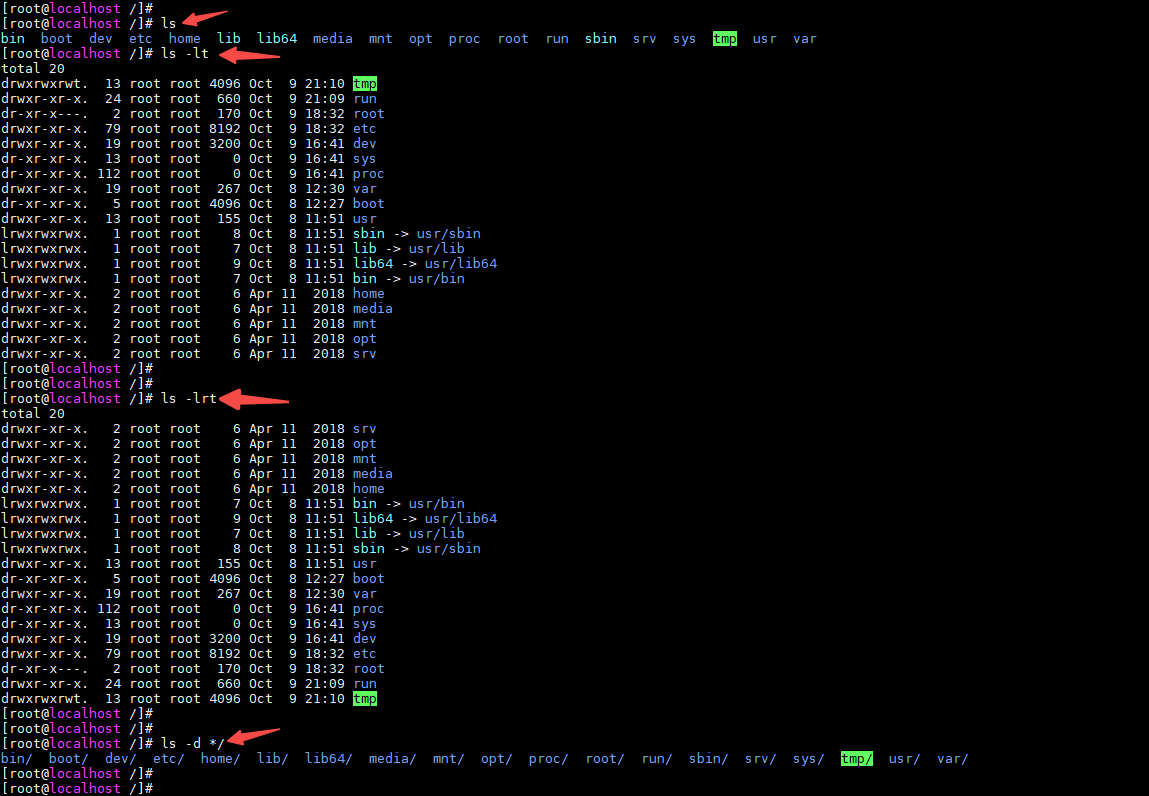 [root@localhost /]#
[root@localhost /]# ls
bin  boot  dev  etc  home  lib  lib64  media  mnt  opt  proc  root  run  sbin  srv  sys  tmp  usr  var
[root@localhost /]# ls -lt
total 20
drwxrwxrwt.  13 root root 4096 Oct  9 21:10 tmp
drwxr-xr-x.  24 root root  660 Oct  9 21:09 run
dr-xr-x---.   2 root root  170 Oct  9 18:32 root
drwxr-xr-x.  79 root root 8192 Oct  9 18:32 etc
drwxr-xr-x.  19 root root 3200 Oct  9 16:41 dev
dr-xr-xr-x.  13 root root    0 Oct  9 16:41 sys
dr-xr-xr-x. 112 root root    0 Oct  9 16:41 proc
drwxr-xr-x.  19 root root  267 Oct  8 12:30 var
dr-xr-xr-x.   5 root root 4096 Oct  8 12:27 boot
drwxr-xr-x.  13 root root  155 Oct  8 11:51 usr
lrwxrwxrwx.   1 root root    8 Oct  8 11:51 sbin -> usr/sbin
lrwxrwxrwx.   1 root root    7 Oct  8 11:51 lib -> usr/lib
lrwxrwxrwx.   1 root root    9 Oct  8 11:51 lib64 -> usr/lib64
lrwxrwxrwx.   1 root root    7 Oct  8 11:51 bin -> usr/bin
drwxr-xr-x.   2 root root    6 Apr 11  2018 home
drwxr-xr-x.   2 root root    6 Apr 11  2018 media
drwxr-xr-x.   2 root root    6 Apr 11  2018 mnt
drwxr-xr-x.   2 root root    6 Apr 11  2018 opt
drwxr-xr-x.   2 root root    6 Apr 11  2018 srv
[root@localhost /]#
[root@localhost /]#
[root@localhost /]# ls -lrt
total 20
drwxr-xr-x.   2 root root    6 Apr 11  2018 srv
drwxr-xr-x.   2 root root    6 Apr 11  2018 opt
drwxr-xr-x.   2 root root    6 Apr 11  2018 mnt
drwxr-xr-x.   2 root root    6 Apr 11  2018 media
drwxr-xr-x.   2 root root    6 Apr 11  2018 home
lrwxrwxrwx.   1 root root    7 Oct  8 11:51 bin -> usr/bin
lrwxrwxrwx.   1 root root    9 Oct  8 11:51 lib64 -> usr/lib64
lrwxrwxrwx.   1 root root    7 Oct  8 11:51 lib -> usr/lib
lrwxrwxrwx.   1 root root    8 Oct  8 11:51 sbin -> usr/sbin
drwxr-xr-x.  13 root root  155 Oct  8 11:51 usr
dr-xr-xr-x.   5 root root 4096 Oct  8 12:27 boot
drwxr-xr-x.  19 root root  267 Oct  8 12:30 var
dr-xr-xr-x. 112 root root    0 Oct  9 16:41 proc
dr-xr-xr-x.  13 root root    0 Oct  9 16:41 sys
drwxr-xr-x.  19 root root 3200 Oct  9 16:41 dev
drwxr-xr-x.  79 root root 8192 Oct  9 18:32 etc
dr-xr-x---.   2 root root  170 Oct  9 18:32 root
drwxr-xr-x.  24 root root  660 Oct  9 21:09 run
drwxrwxrwt.  13 root root 4096 Oct  9 21:10 tmp
[root@localhost /]#
[root@localhost /]#
[root@localhost /]# ls -d */
bin/  boot/  dev/  etc/  home/  lib/  lib64/  media/  mnt/  opt/  proc/  root/  run/  sbin/  srv/  sys/  tmp/  usr/  var/
[root@localhost /]#
[root@localhost /]#